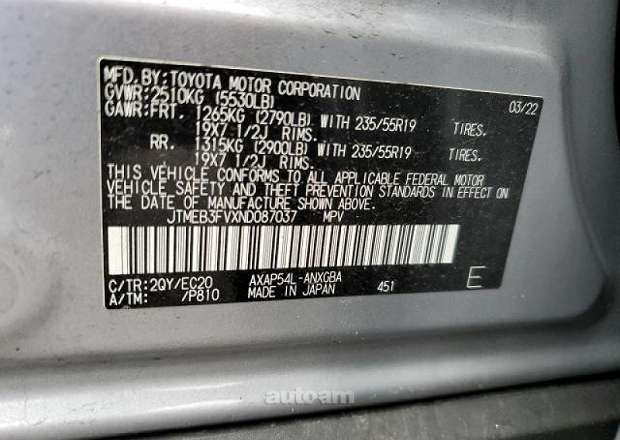 MFD.BY:TOYOTA MOTOR CORPORATION 03/22
GVWR:2510KG (5530LB)
GAWR:FRT. 1265KG (2790LB) WITH 235/55R19 TIRES.
19X7 1/2J RIMS.
RR. 1315KG (2900LB) WITH 235/55R19 TIRES.
19X7 1/2J RIMS.
THIS VEHICLE CONFORMS TO ALL APPLICABLE FEDERAL MOTOR
VEHICLE SAFETY AND THEFT PREVENTION STANDARDS IN EFFECT ON
THE DATE OF MANUFACTURE SHOWN ABOVE.
JTMEB3FVXND087037 MPV
C/TR:2QY/EC20 AXAP54L-ANXGBA
A/TM: /P810 MADE IN JAPAN 451 E
autoam